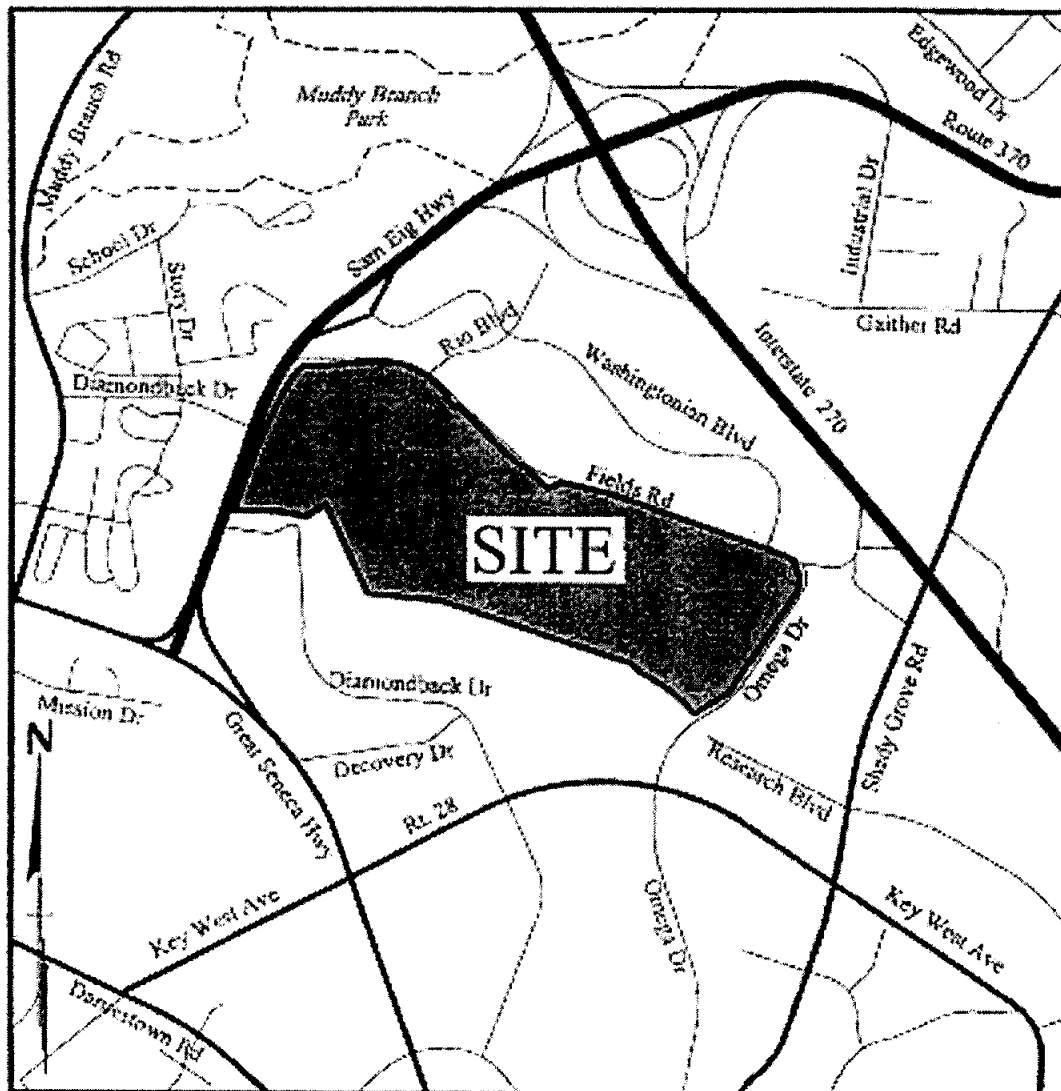 Edgewood Dr
Muddy Branch
Park
Muddy Branch Rd
Route 370
Industrial Dr
School Dr
Sam Eig Hwy
Story Dr
Gaither Rd
Rio Blvd
Interstate 270
Washingtonian Blvd
Diamondback Dr
Fields Rd
SITE
Omega Dr
Diamondback Dr
Shady Grove Rd
Mission Dr
N
Decovery Dr
Great Seneca Hwy
Research Blvd
Rt. 28
Key West Ave
Omega Dr
Key West Ave
Darnestown Rd